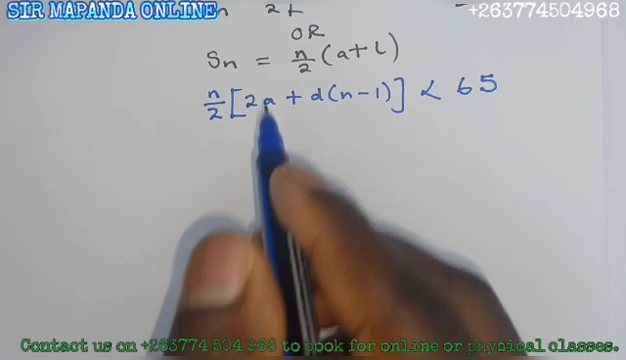 SIR MAPANDA ONLINE
+263774504968
OR
Sn = n/2 (a+l)
n/2 [2a + d(n-1)] < 65
Contact us on +263774 504 968 to book for online or physical classes.